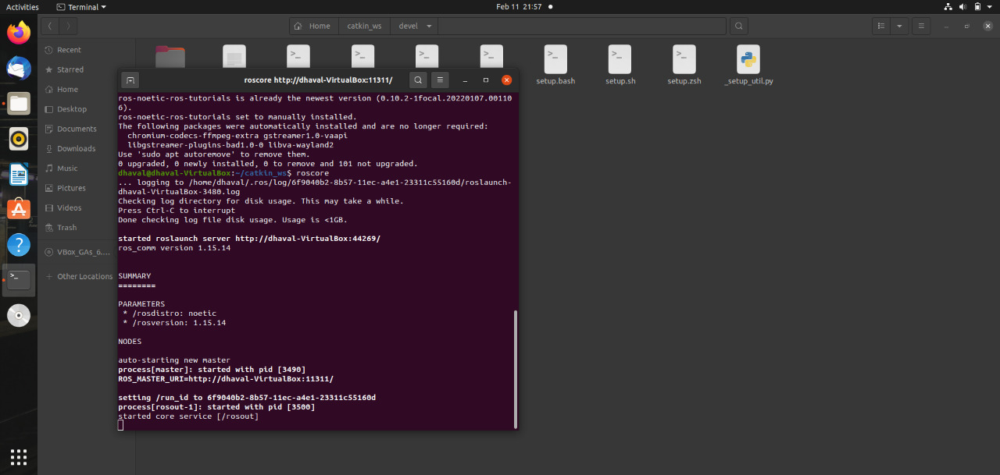 Activities
Terminal
Feb 11 21:57
Home
catkin_ws
devel
Recent
Starred
Home
Desktop
Documents
Downloads
Music
Pictures
Videos
Trash
VBox_GAs_6....
Other Locations
setup.bash
setup.sh
setup.zsh
_setup_util.py
roscore http://dhaval-VirtualBox:11311/
ros-noetic-ros-tutorials is already the newest version (0.10.2-1focal.20220107.00110
6).
ros-noetic-ros-tutorials set to manually installed.
The following packages were automatically installed and are no longer required:
chromium-codecs-ffmpeg-extra gstreamer1.0-vaapi
libgstreamer-plugins-bad1.0-0 libva-wayland2
Use 'sudo apt autoremove' to remove them.
0 upgraded, 0 newly installed, 0 to remove and 101 not upgraded.
dhaval@dhaval-VirtualBox:~/catkin_ws$ roscore
... logging to /home/dhaval/.ros/log/6f9040b2-8b57-11ec-a4e1-23311c55160d/roslaunch-
dhaval-VirtualBox-3480.log
Checking log directory for disk usage. This may take a while.
Press Ctrl-C to interrupt
Done checking log file disk usage. Usage is <1GB.
started roslaunch server http://dhaval-VirtualBox:44269/
ros_comm version 1.15.14
SUMMARY
========
PARAMETERS
* /rosdistro: noetic
* /rosversion: 1.15.14
NODES
auto-starting new master
process[master]: started with pid [3490]
ROS_MASTER_URI=http://dhaval-VirtualBox:11311/
setting /run_id to 6f9040b2-8b57-11ec-a4e1-23311c55160d
process[rosout-1]: started with pid [3500]
started core service [/rosout]